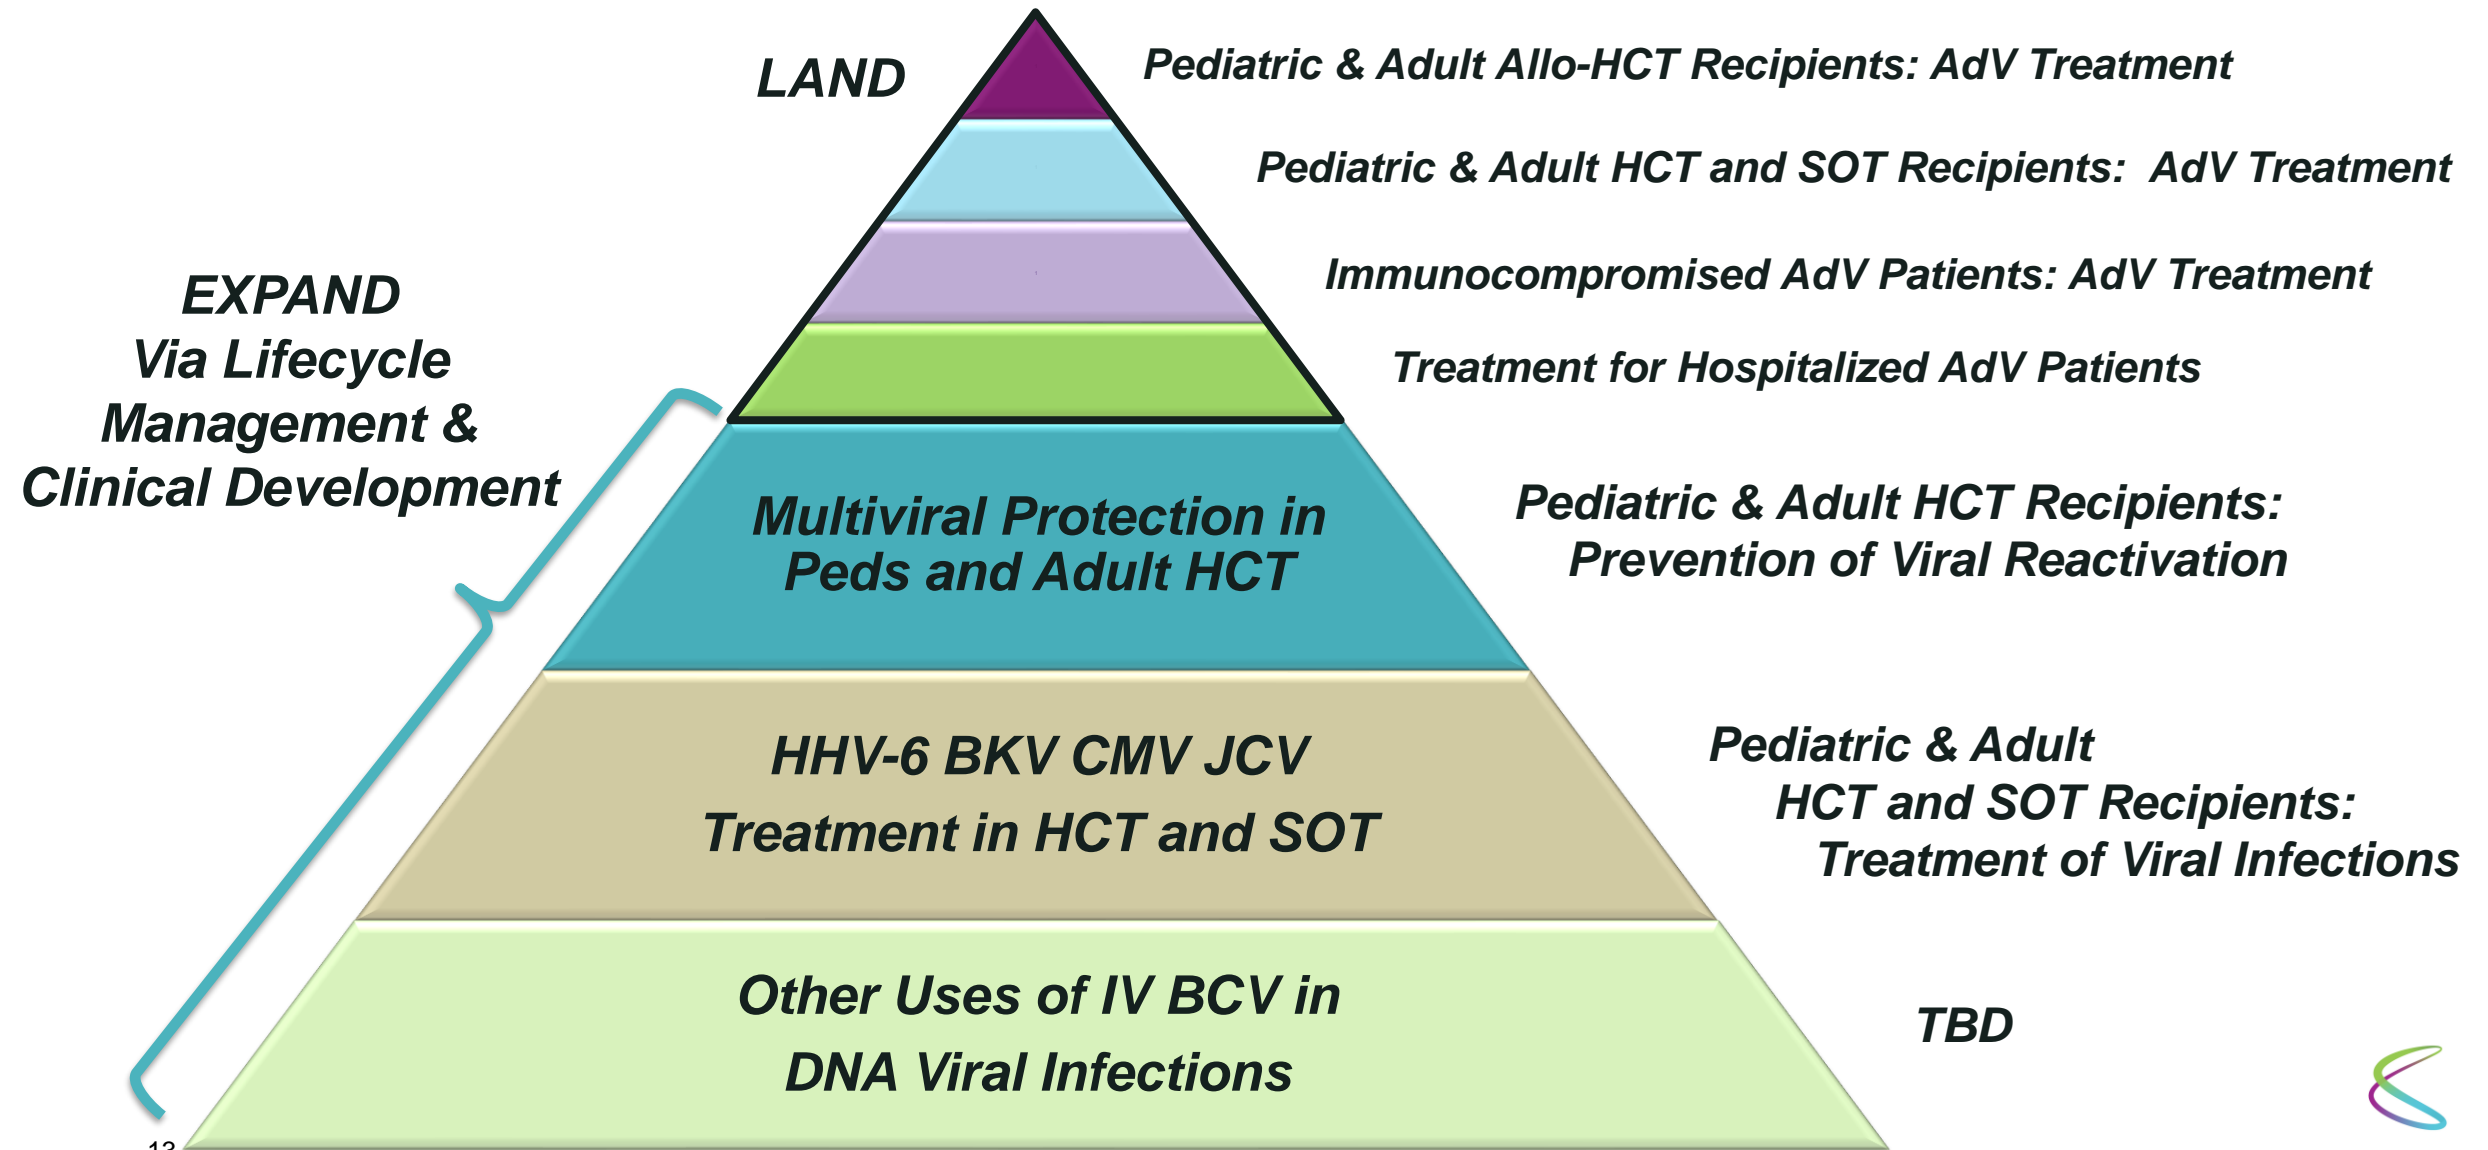 LAND
Pediatric & Adult Allo-HCT Recipients: AdV Treatment
Pediatric & Adult HCT and SOT Recipients: AdV Treatment
Immunocompromised AdV Patients: AdV Treatment
Treatment for Hospitalized AdV Patients
EXPAND
Via Lifecycle
Management &
Clinical Development
Multiviral Protection in
Peds and Adult HCT
Pediatric & Adult HCT Recipients:
Prevention of Viral Reactivation
HHV-6 BKV CMV JCV
Treatment in HCT and SOT
Pediatric & Adult
HCT and SOT Recipients:
Treatment of Viral Infections
Other Uses of IV BCV in
DNA Viral Infections
TBD
13